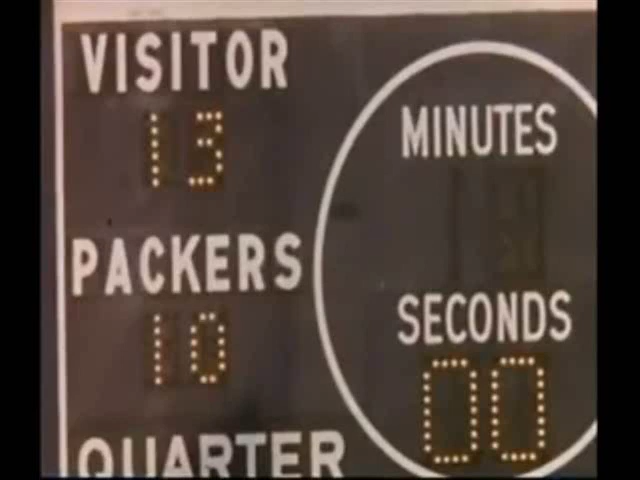 VISITOR
13
PACKERS
10
QUARTER
MINUTES
SECONDS
00